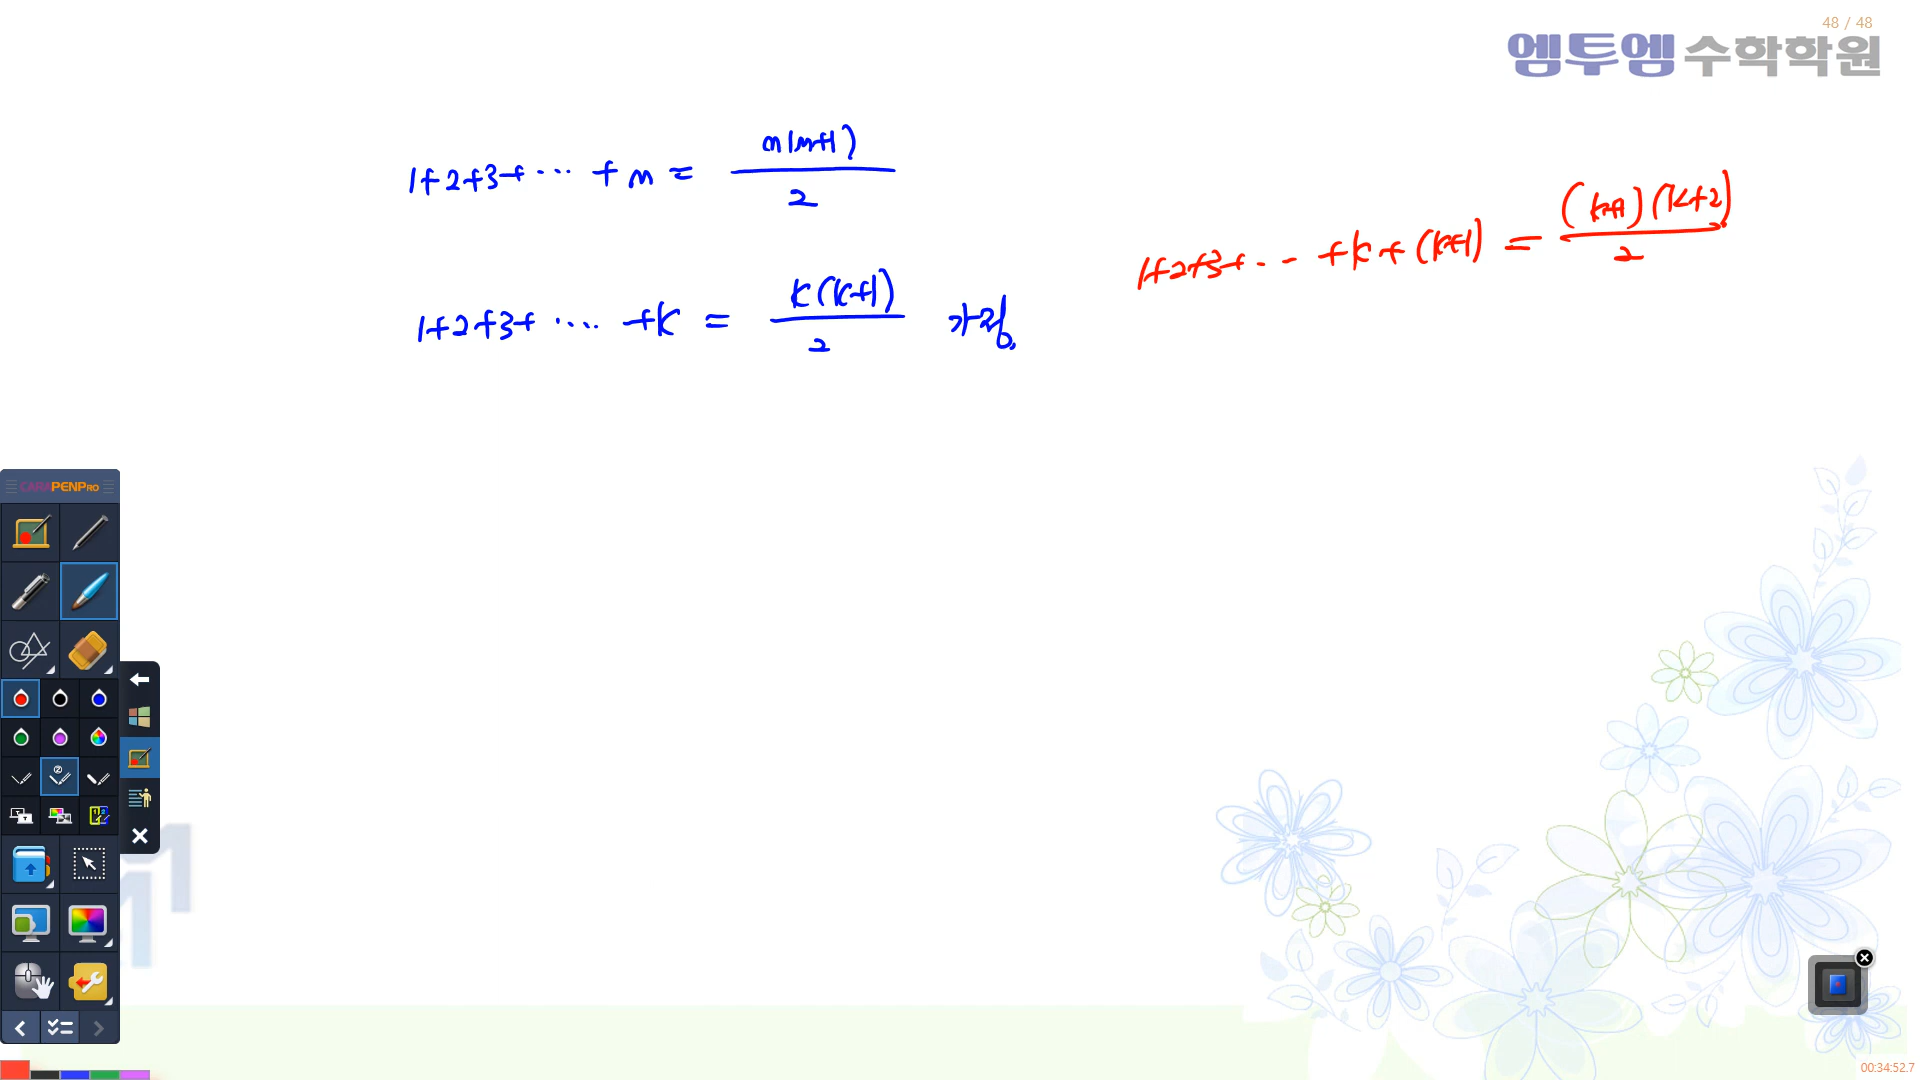 48 / 48
엠투엠 수학학원
1+2+3+ ... +n = n(n+1) / 2
1+2+3+ .... +k = k(k+1) / 2 가정.
1+2+3+ ... +k+(k+1) = (k+1)(k+2) / 2
CARAPENPRO
00:34:52.7